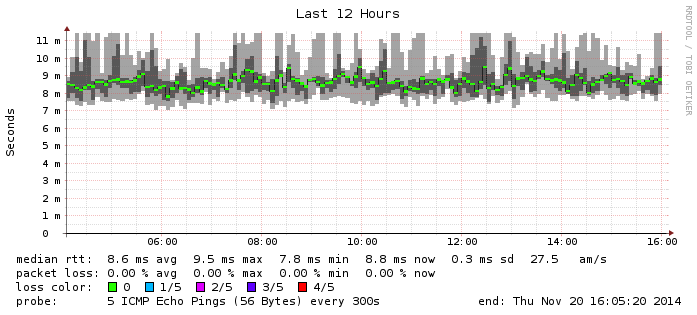 Last 12 Hours
RRDTOOL / TOBI OETIKER
Seconds
11 m
10 m
9 m
8 m
7 m
6 m
5 m
4 m
3 m
2 m
1 m
0
06:00 08:00 10:00 12:00 14:00 16:00
median rtt: 8.6 ms avg 9.5 ms max 7.8 ms min 8.8 ms now 0.3 ms sd 27.5 am/s
packet loss: 0.00 % avg 0.00 % max 0.00 % min 0.00 % now
loss color: 0 1/5 2/5 3/5 4/5
probe: 5 ICMP Echo Pings (56 Bytes) every 300s end: Thu Nov 20 16:05:20 2014